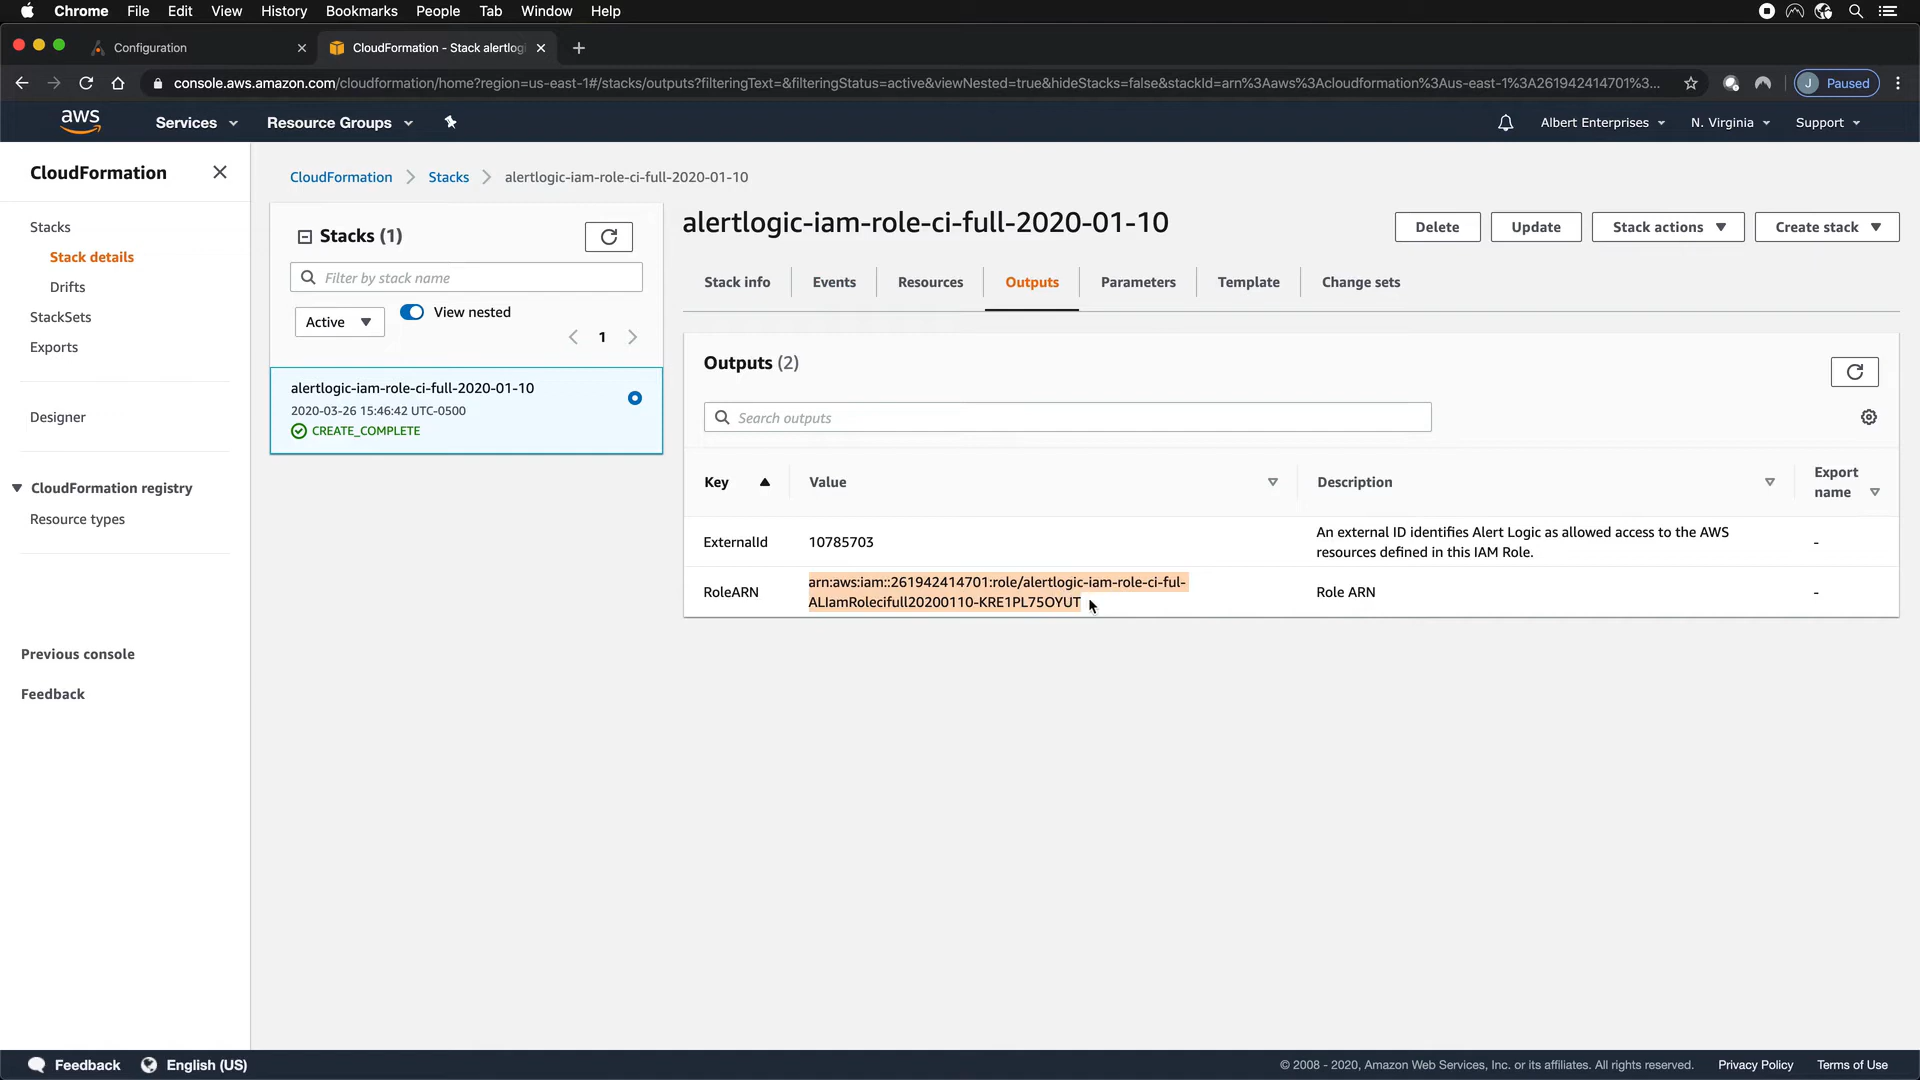 Chrome File Edit View History Bookmarks People Tab Window Help
Configuration
CloudFormation - Stack alertlogi
console.aws.amazon.com/cloudformation/home?region=us-east-1#/stacks/outputs?filteringText=&filteringStatus=active&viewNested=true&hideStacks=false&stackId=arn%3Aaws%3Acloudformation%3Aus-east-1%3A261942414701%3...
J Paused
aws Services Resource Groups Albert Enterprises N. Virginia Support
CloudFormation
Stacks
Stack details
Drifts
StackSets
Exports
Designer
CloudFormation registry
Resource types
Previous console
Feedback
CloudFormation Stacks alertlogic-iam-role-ci-full-2020-01-10
Stacks (1)
Filter by stack name
Active View nested
1
alertlogic-iam-role-ci-full-2020-01-10
2020-03-26 15:46:42 UTC-0500
CREATE_COMPLETE
alertlogic-iam-role-ci-full-2020-01-10
Delete Update Stack actions Create stack
Stack info Events Resources Outputs Parameters Template Change sets
Outputs (2)
Search outputs
Key Value Description Export name
ExternalId 10785703 An external ID identifies Alert Logic as allowed access to the AWS
resources defined in this IAM Role. -
RoleARN arn:aws:iam::261942414701:role/alertlogic-iam-role-ci-ful-
ALIamRolecifull20200110-KRE1PL75OYUT Role ARN -
Feedback English (US)
© 2008 - 2020, Amazon Web Services, Inc. or its affiliates. All rights reserved. Privacy Policy Terms of Use